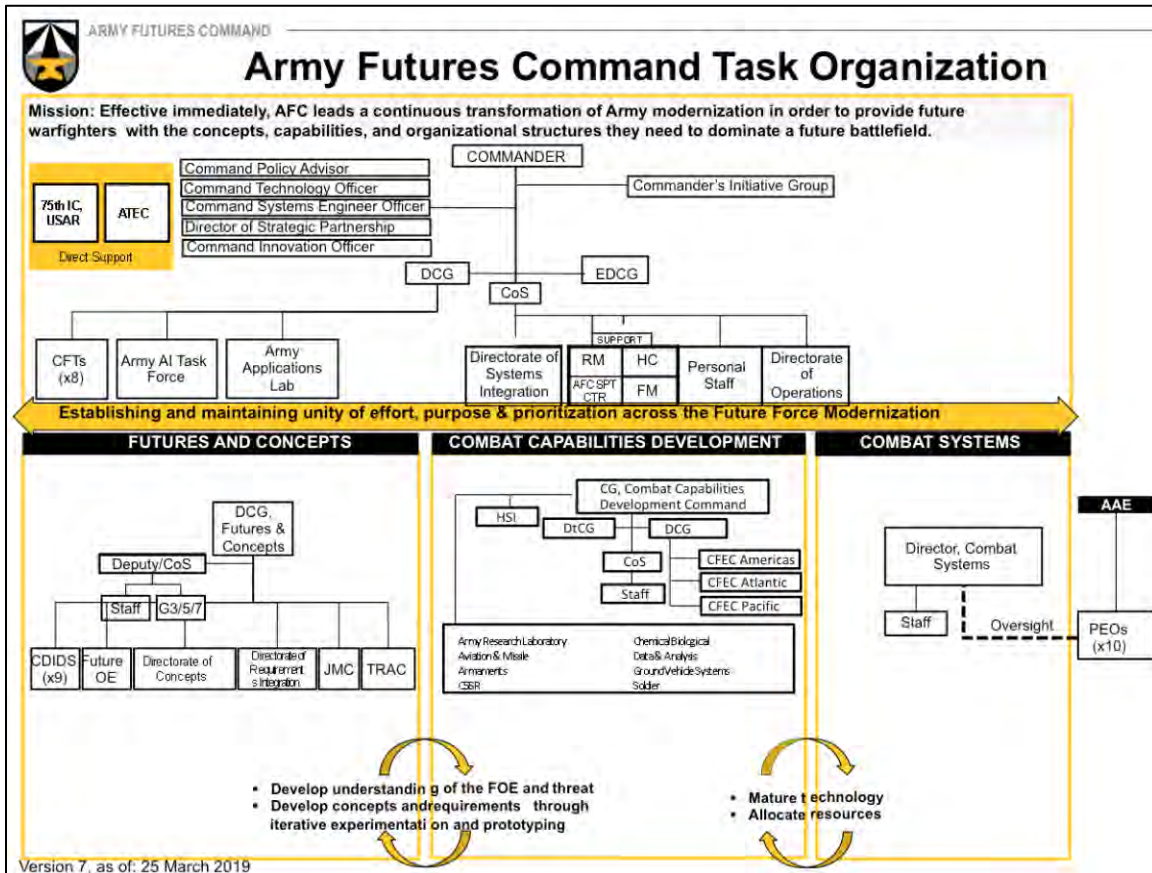 ARMY FUTURES COMMAND
Army Futures Command Task Organization
Mission: Effective immediately, AFC leads a continuous transformation of Army modernization in order to provide future
warfighters with the concepts, capabilities, and organizational structures they need to dominate a future battlefield.
COMMANDER
Command Policy Advisor
Command Technology Officer
Command Systems Engineer Officer
Director of Strategic Partnership
Command Innovation Officer
Commander's Initiative Group
75th IC,
USAR
ATEC
Direct Support
DCG
EDCG
CoS
CFTs
(x8)
Army AI Task
Force
Army
Applications
Lab
Directorate of
Systems
Integration
SUPPORT
RM
HC
AFC SPT
CTR
FM
Personal
Staff
Directorate
of
Operations
Establishing and maintaining unity of effort, purpose & prioritization across the Future Force Modernization
FUTURES AND CONCEPTS
COMBAT CAPABILITIES DEVELOPMENT
COMBAT SYSTEMS
DCG,
Futures &
Concepts
Deputy/CoS
Staff
G3/5/7
CDIDS
(x9)
Future
OE
Directorate of
Concepts
Directorate of
Requirement
s Integration
JMC
TRAC
CG, Combat Capabilities
Development Command
HSI
DtCG
DCG
CoS
Staff
CFEC Americas
CFEC Atlantic
CFEC Pacific
Army Research Laboratory
Aviation & Missile
Armaments
Chemical Biological
Data & Analysis
Ground Vehicle Systems
Soldier
AAE
Director, Combat
Systems
Staff
Oversight
PEOs
(x10)
• Develop understanding of the FOE and threat
• Develop concepts andrequirements through
iterative experimentation and prototyping
• Mature technology
• Allocate resources
Version 7, as of: 25 March 2019